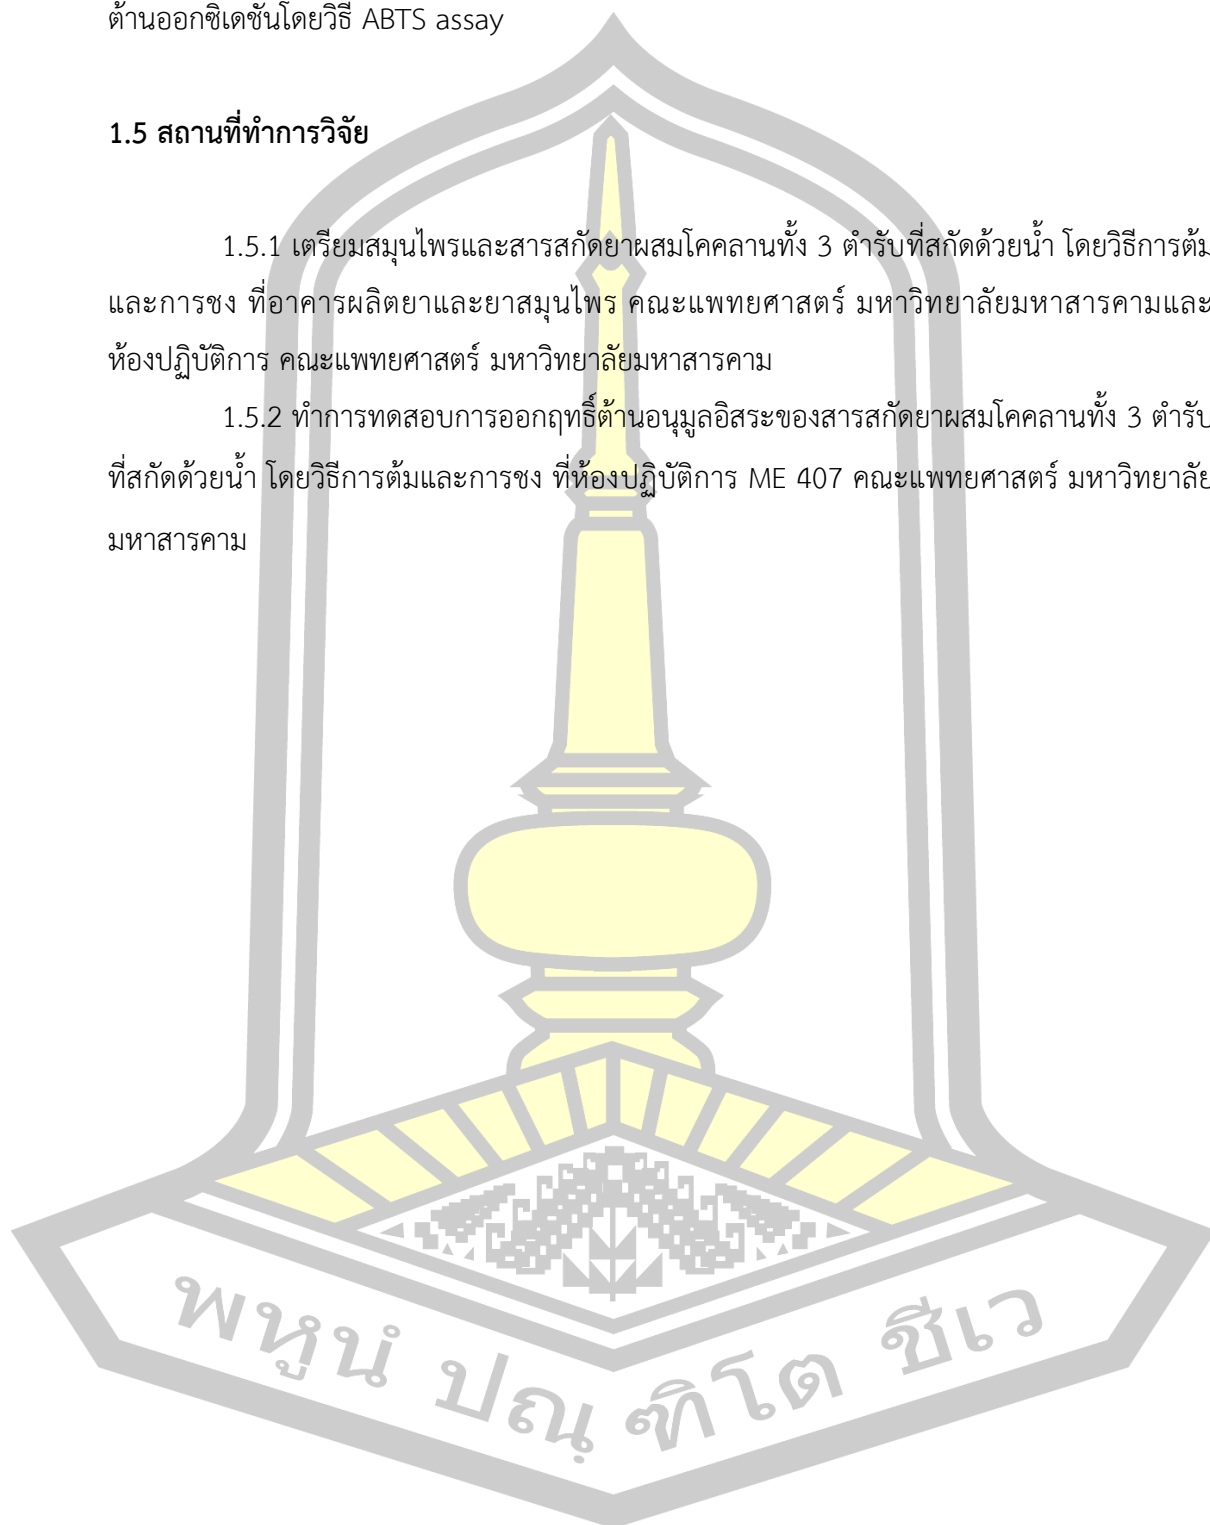 ต้านออกซิเดชันโดยวิธี ABTS assay
1.5 สถานที่ทำการวิจัย
1.5.1 เตรียมสมุนไพรและสารสกัดยาผสมโคคลานทั้ง 3 ตำรับที่สกัดด้วยน้ำ โดยวิธีการต้ม
และการชง ที่อาคารผลิตยาและยาสมุนไพร คณะแพทยศาสตร์ มหาวิทยาลัยมหาสารคามและ
ห้องปฏิบัติการ คณะแพทยศาสตร์ มหาวิทยาลัยมหาสารคาม
1.5.2 ทำการทดสอบการออกฤทธิ์ต้านอนุมูลอิสระของสารสกัดยาผสมโคคลานทั้ง 3 ตำรับ
ที่สกัดด้วยน้ำ โดยวิธีการต้มและการชง ที่ห้องปฏิบัติการ ME 407 คณะแพทยศาสตร์ มหาวิทยาลัย
มหาสารคาม
พหูนํ ปณฺฑิโต ชีเว